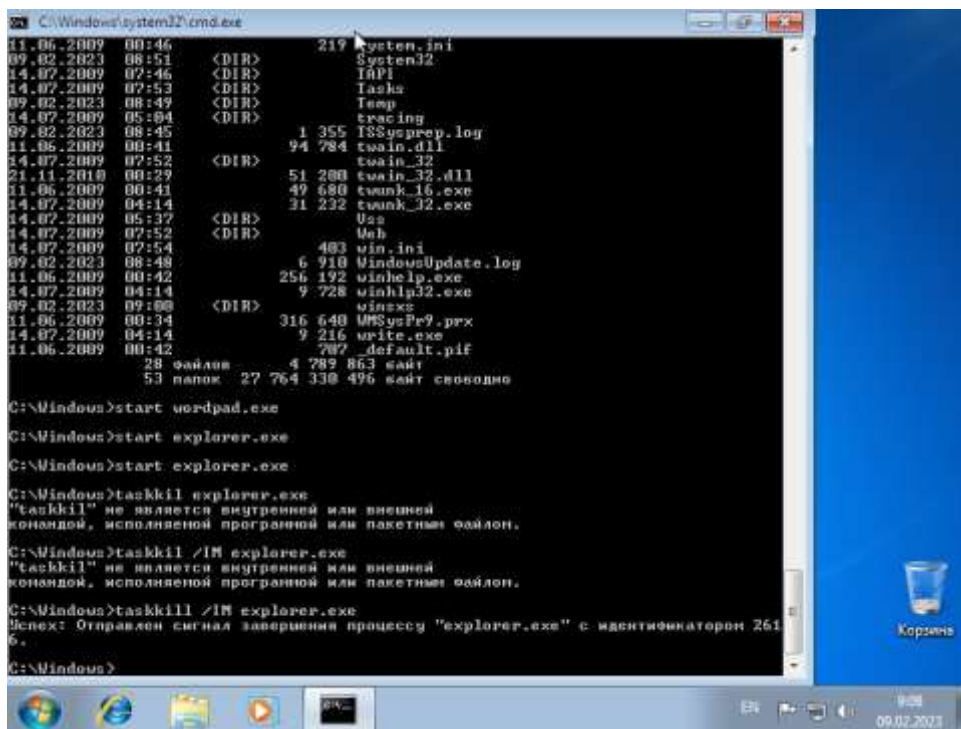 C:\Windows\system32\cmd.exe
11.06.2009 00:46 219 system.ini
09.02.2023 08:51 <DIR> System32
14.07.2009 07:46 <DIR> TAPI
14.07.2009 07:53 <DIR> Tasks
09.02.2023 08:49 <DIR> Temp
14.07.2009 05:04 <DIR> tracing
09.02.2023 08:45 1 355 TSSysprep.log
11.06.2009 00:41 94 784 twain.dll
14.07.2009 07:52 <DIR> twain_32
21.11.2010 00:29 51 200 twain_32.dll
11.06.2009 00:41 49 680 twunk_16.exe
14.07.2009 04:14 31 232 twunk_32.exe
14.07.2009 05:37 <DIR> Vss
14.07.2009 07:52 <DIR> Web
14.07.2009 07:54 403 win.ini
09.02.2023 08:48 6 910 WindowsUpdate.log
11.06.2009 00:42 256 192 winhelp.exe
14.07.2009 04:14 9 728 winhlp32.exe
09.02.2023 09:00 <DIR> winsxs
11.06.2009 00:34 316 640 WMSysPr9.prx
14.07.2009 04:14 9 216 write.exe
11.06.2009 00:42 707 _default.pif
28 файлов 4 789 863 байт
53 папок 27 764 330 496 байт свободно
C:\Windows>start wordpad.exe
C:\Windows>start explorer.exe
C:\Windows>start explorer.exe
C:\Windows>taskkil explorer.exe
"taskkil" не является внутренней или внешней
командой, исполняемой программой или пакетным файлом.
C:\Windows>taskkil /IM explorer.exe
"taskkil" не является внутренней или внешней
командой, исполняемой программой или пакетным файлом.
C:\Windows>taskkill /IM explorer.exe
Успех: Отправлен сигнал завершения процессу "explorer.exe" с идентификатором 261
6.
C:\Windows>
Корзина
EN
9:08
09.02.2023